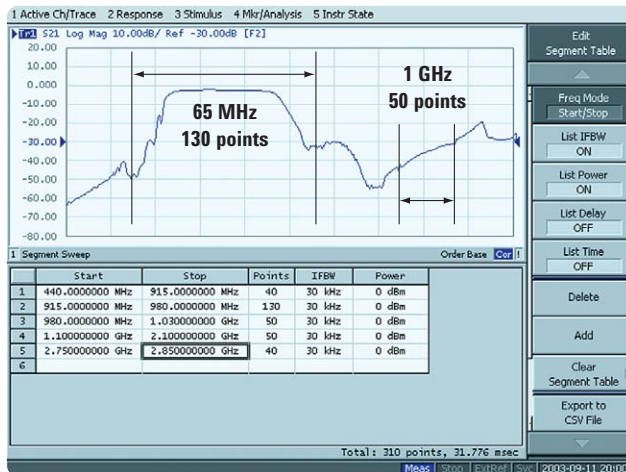 1 Active Ch/Trace 2 Response 3 Stimulus 4 Mkr/Analysis 5 Instr State
Tr1 S21 Log Mag 10.00dB/ Ref -30.00dB [F2]
20.00
10.00
0.000
-10.00
-20.00
-30.00
-40.00
-50.00
-60.00
-70.00
-80.00
65 MHz
130 points
1 GHz
50 points
1 Segment Sweep
Order Base Cor !
Start Stop Points IFBW Power
1 440.0000000 MHz 915.0000000 MHz 40 30 kHz 0 dBm
2 915.0000000 MHz 980.0000000 MHz 130 30 kHz 0 dBm
3 980.0000000 MHz 1.030000000 GHz 50 30 kHz 0 dBm
4 1.100000000 GHz 2.100000000 GHz 50 30 kHz 0 dBm
5 2.750000000 GHz 2.850000000 GHz 40 30 kHz 0 dBm
6
Total: 310 points, 31.776 msec
Meas Stop ExtRef Svc 2003-09-11 20:05
Edit
Segment Table
Freq Mode
Start/Stop
List IFBW
ON
List Power
ON
List Delay
OFF
List Time
OFF
Delete
Add
Clear
Segment Table
Export to
CSV File